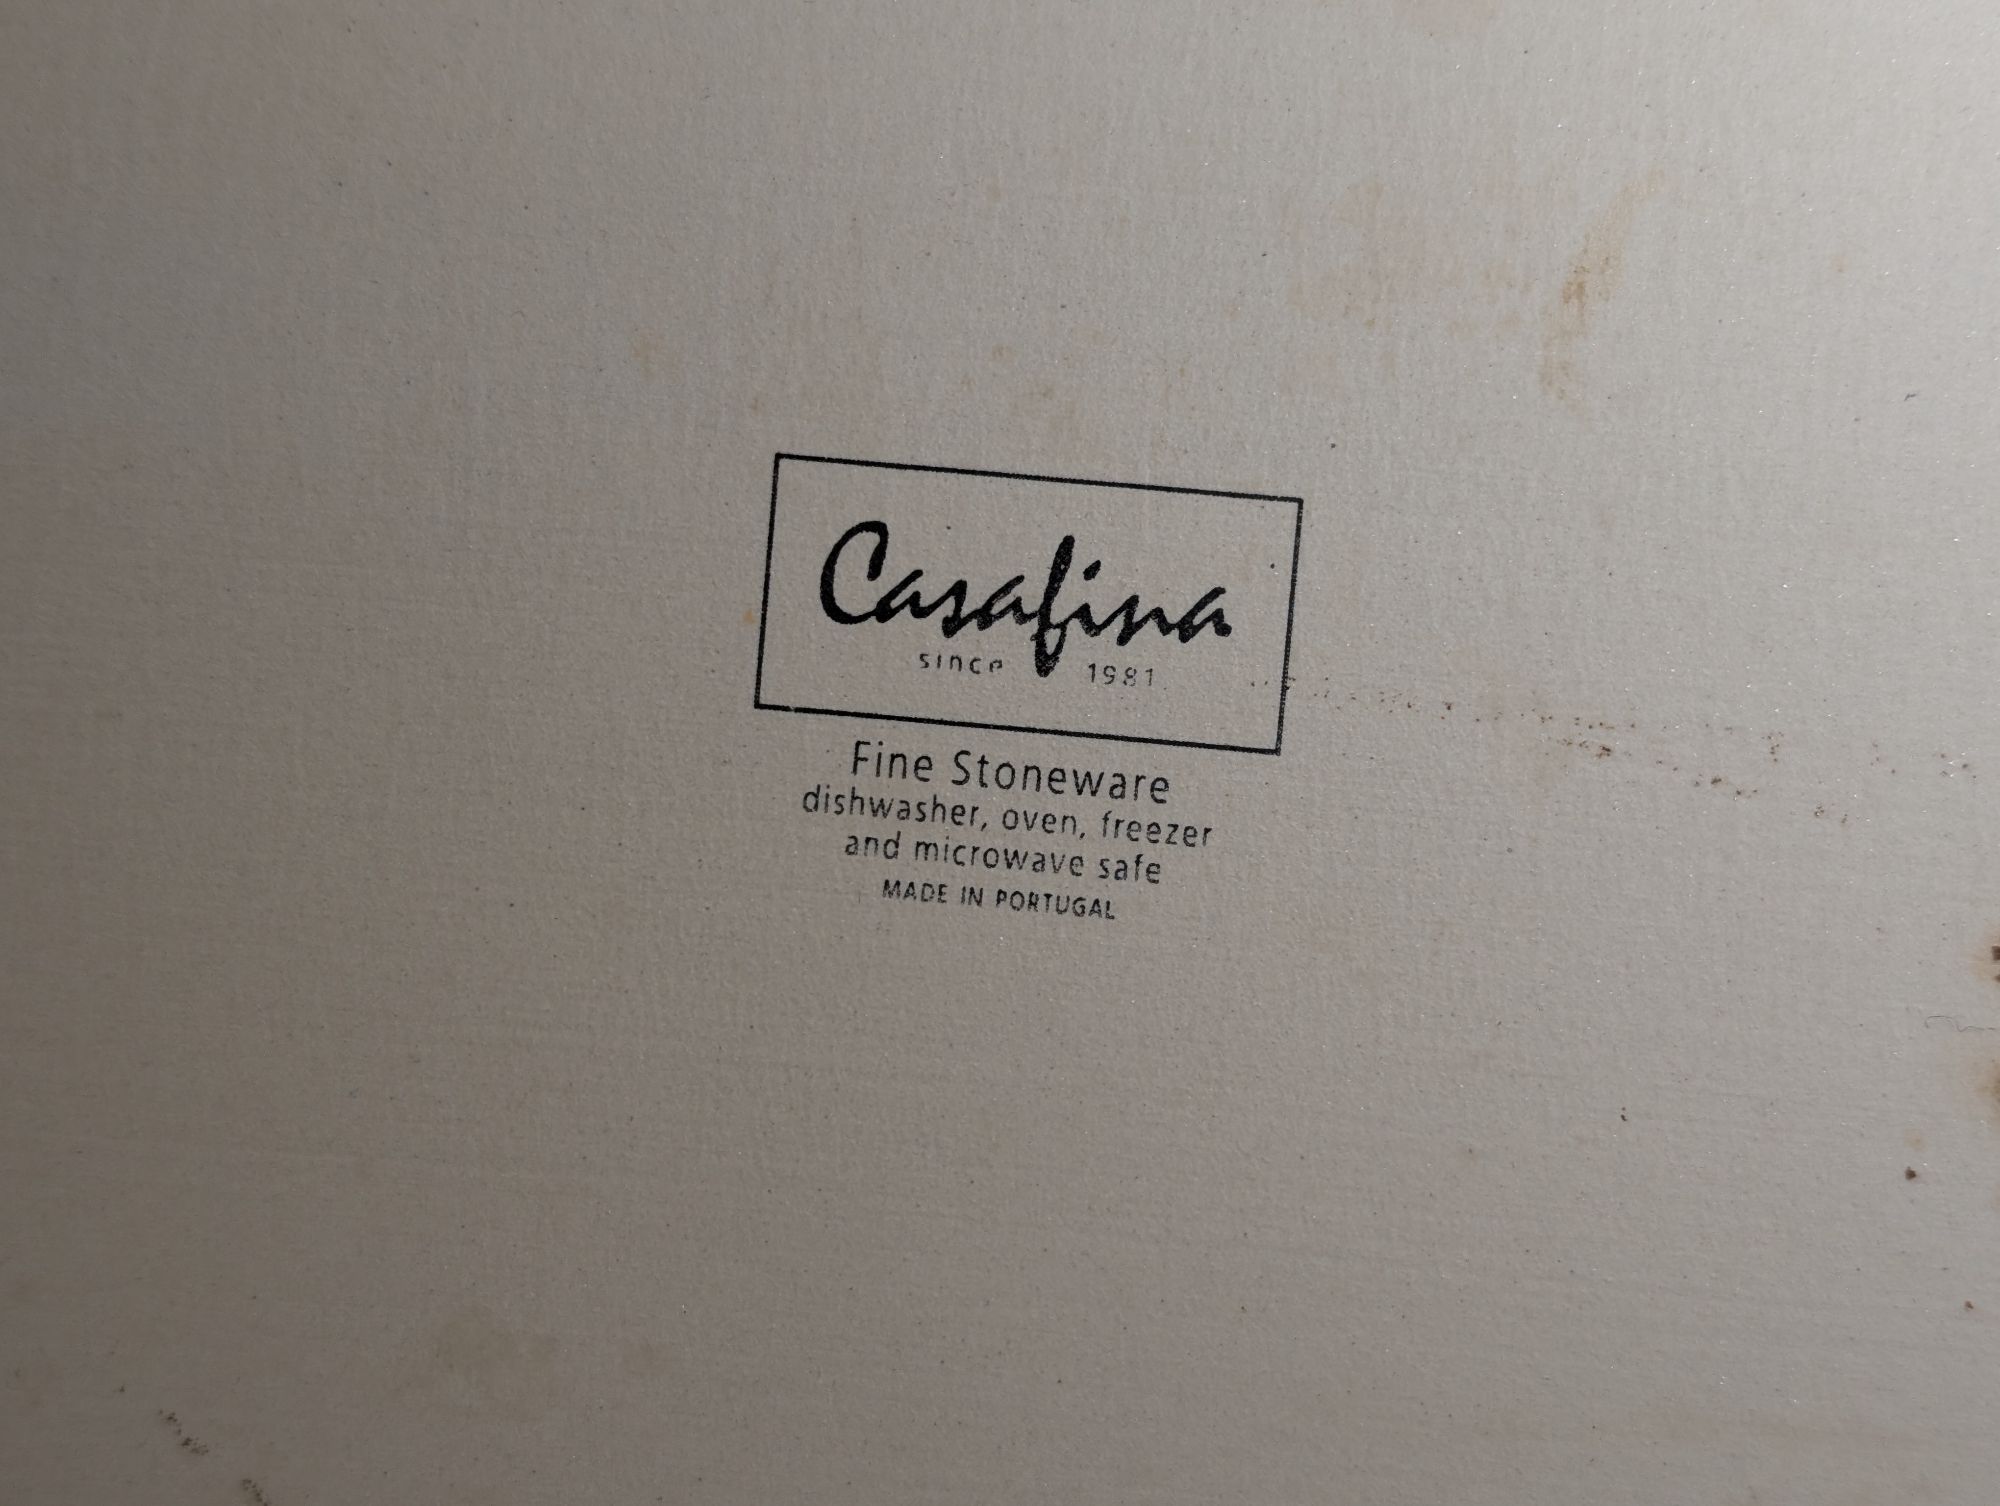 Casafina
since 1981
Fine Stoneware
dishwasher, oven, freezer
and microwave safe
MADE IN PORTUGAL